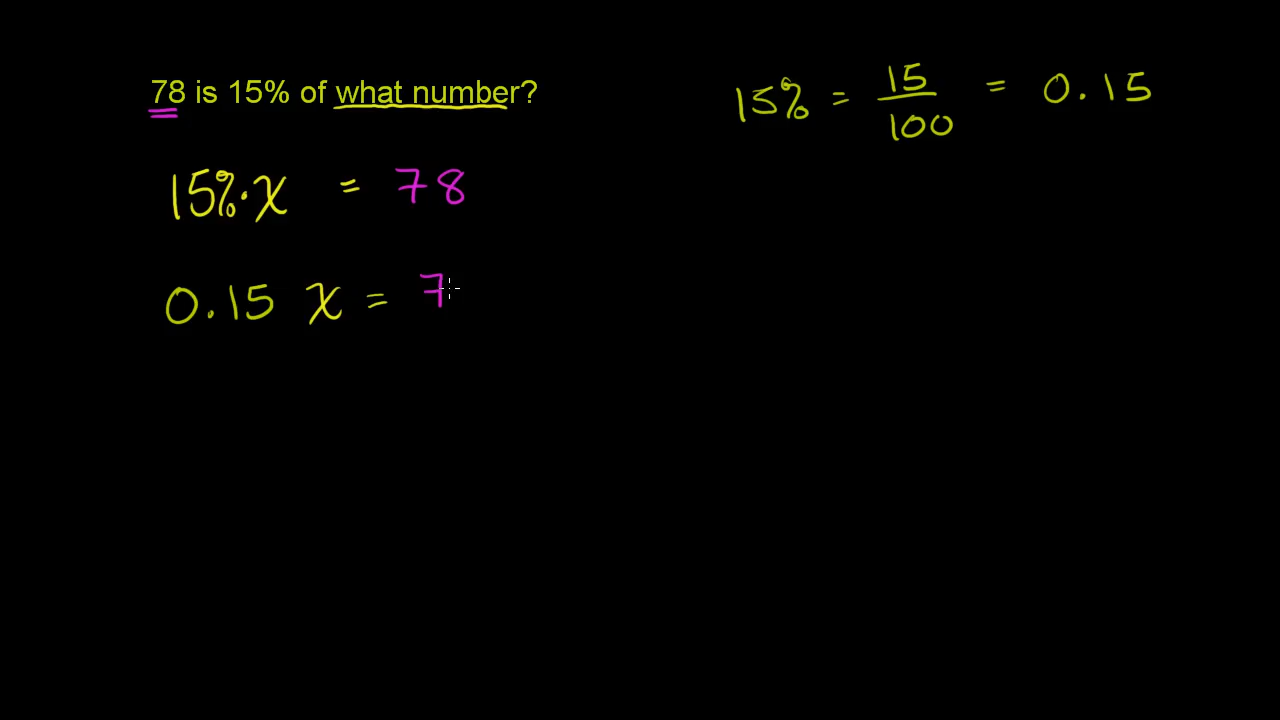 78 is 15% of what number?
15% = 15/100 = 0.15
15%·x = 78
0.15 x = 7